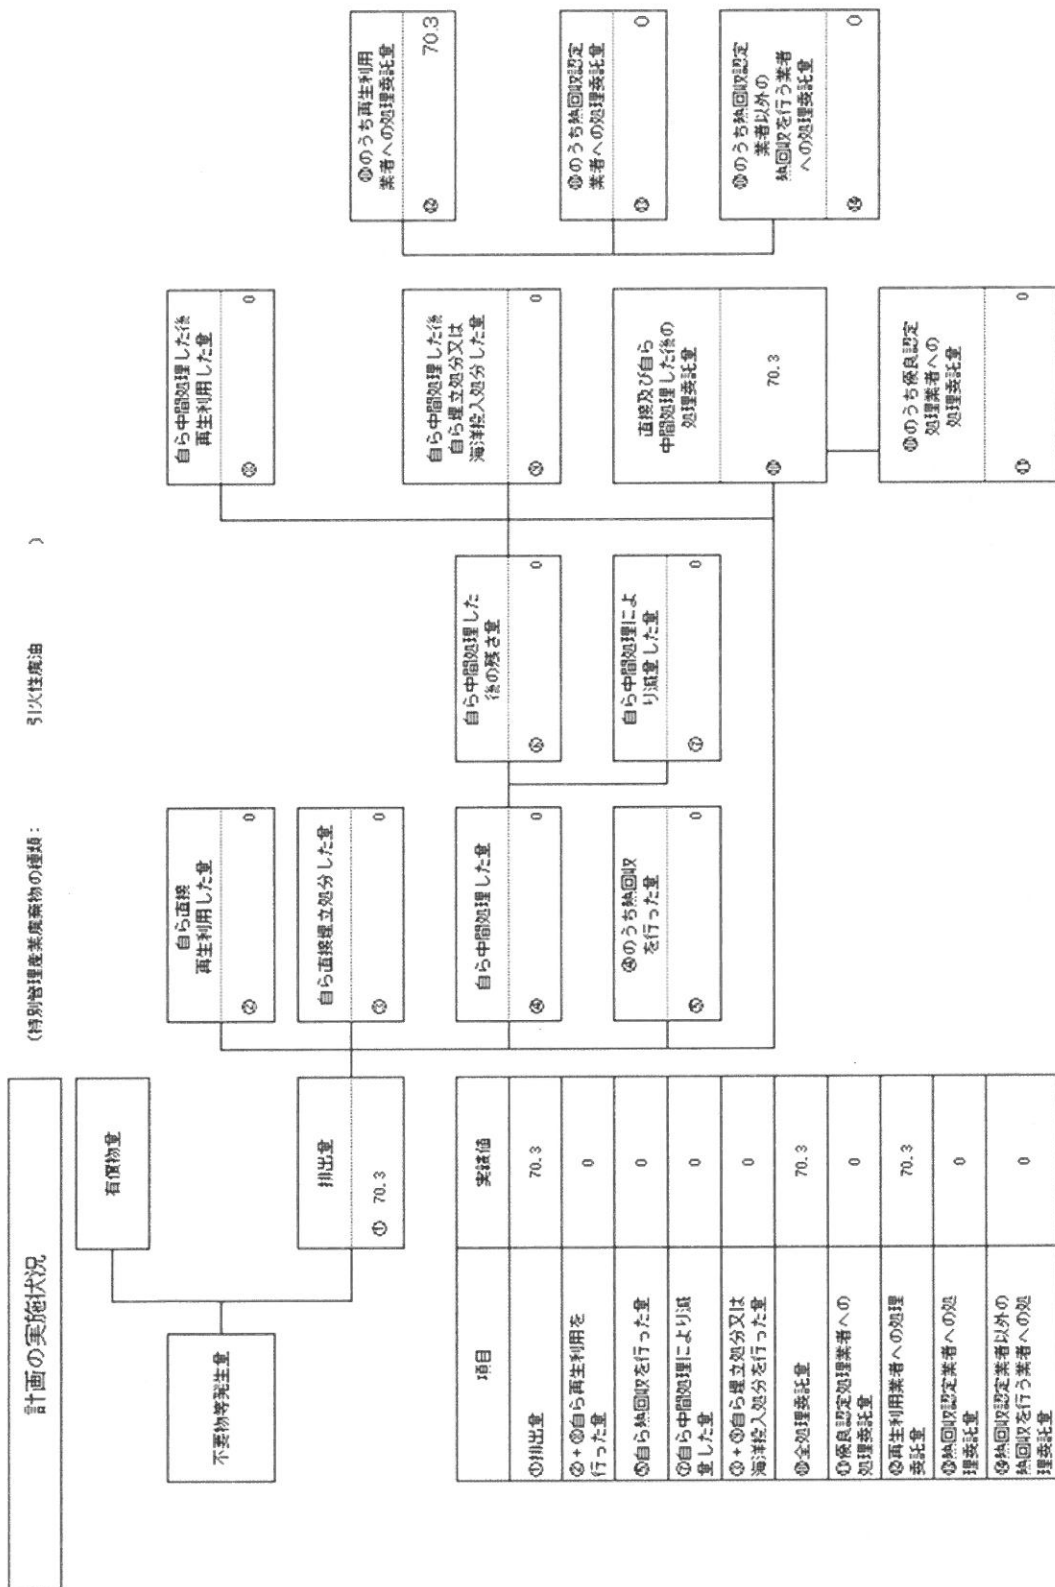 計画の実施状況
(特別管理産業廃棄物の種類： 引火性廃油 )
不要物等発生量
有償物量
排出量
① 70.3
自ら直接
再生利用した量
② 0
自ら直接埋立処分した量
③ 0
自ら中間処理した量
④ 0
④のうち熱回収
を行った量
⑤ 0
自ら中間処理した
後の残さ量
⑥ 0
自ら中間処理によ
り減量した量
⑦ 0
自ら中間処理した後
再生利用した量
⑧ 0
自ら中間処理した後
自ら埋立処分又は
海洋投入処分した量
⑨ 0
直接及び自ら
中間処理した後の
処理委託量
⑩ 70.3
⑩のうち優良認定
処理業者への
処理委託量
⑪ 0
⑩のうち再生利用
業者への処理委託量
⑫ 70.3
⑩のうち熱回収認定
業者への処理委託量
⑬ 0
⑩のうち熱回収認定
業者以外の
熱回収を行う業者
への処理委託量
⑭ 0
項目 実績値
①排出量 70.3
②+⑧自ら再生利用を
行った量 0
⑤自ら熱回収を行った量 0
⑦自ら中間処理により減
量した量 0
③+⑨自ら埋立処分又は
海洋投入処分を行った量 0
⑩全処理委託量 70.3
⑪優良認定処理業者への
処理委託量 0
⑫再生利用業者への処理
委託量 70.3
⑬熱回収認定業者への処
理委託量 0
⑭熱回収認定業者以外の
熱回収を行う業者への処
理委託量 0